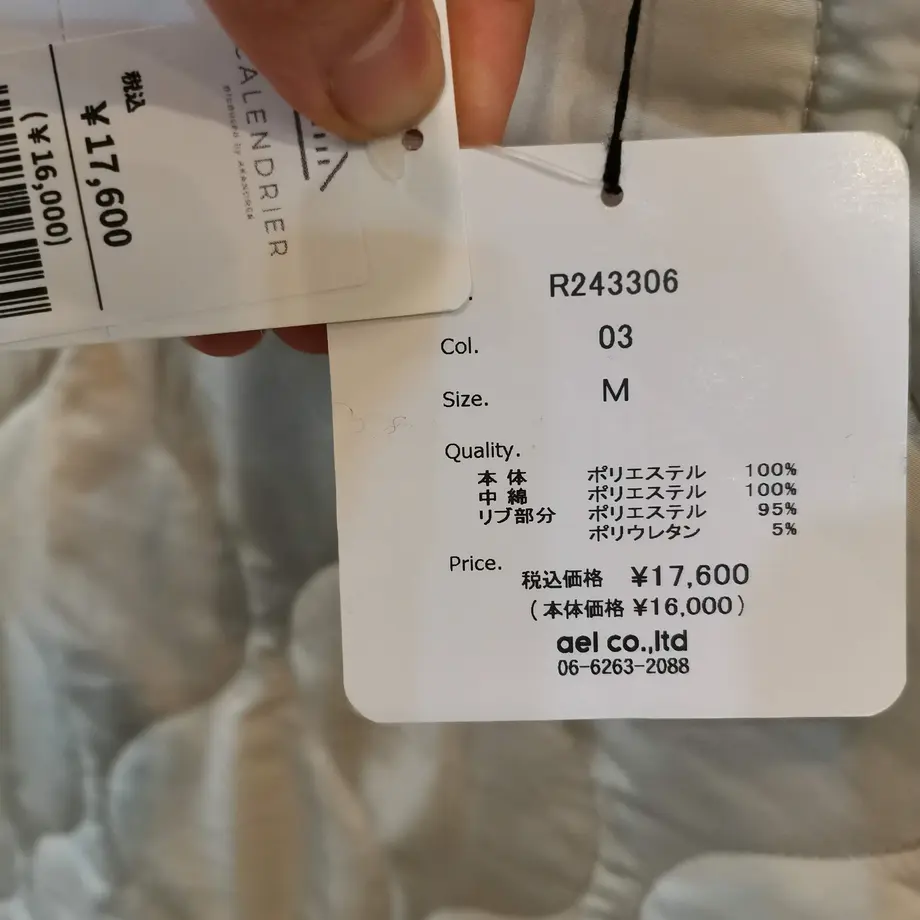 CALENDRIER
produced by AKANCOCK
税込
¥17,600
(¥16,000)
R243306
Col. 03
Size. M
Quality.
本体 ポリエステル 100%
中綿 ポリエステル 100%
リブ部分 ポリエステル 95%
ポリウレタン 5%
Price. 税込価格 ¥17,600
(本体価格 ¥16,000)
ael co.,ltd
06-6263-2088